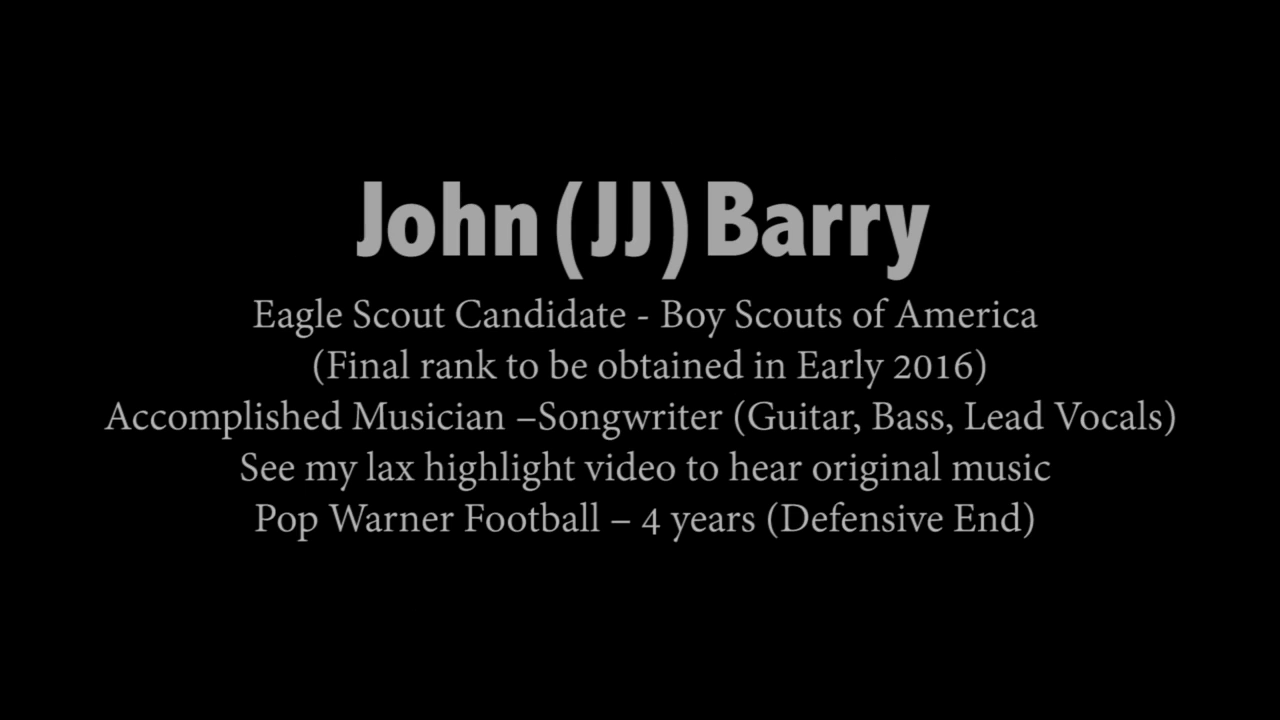 John (JJ) Barry
Eagle Scout Candidate - Boy Scouts of America
(Final rank to be obtained in Early 2016)
Accomplished Musician –Songwriter (Guitar, Bass, Lead Vocals)
See my lax highlight video to hear original music
Pop Warner Football – 4 years (Defensive End)